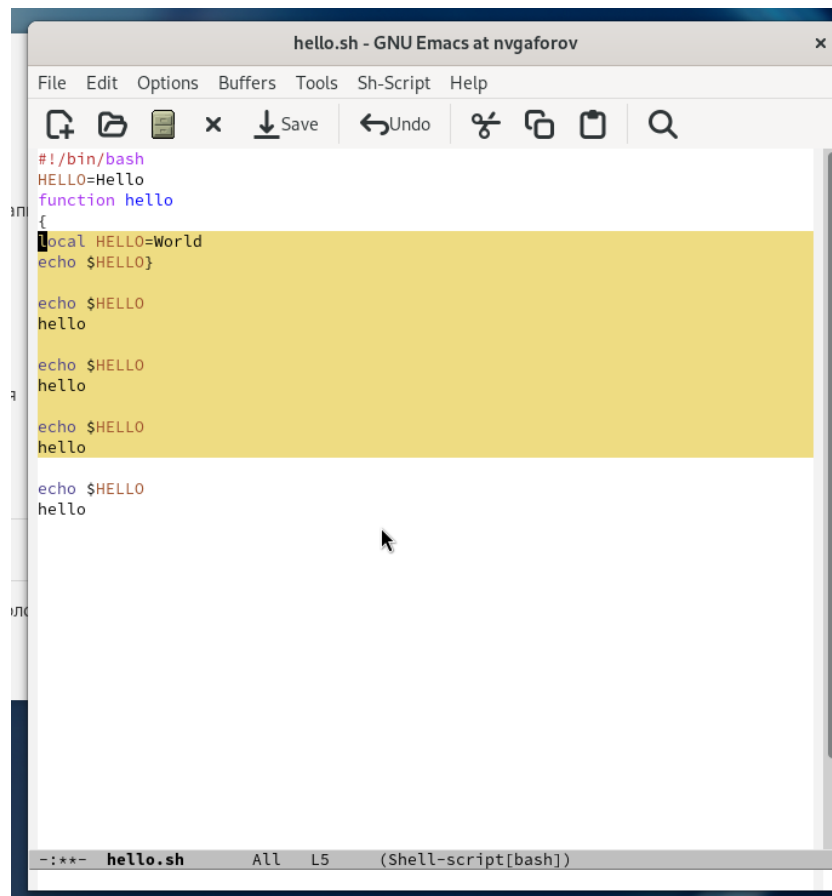 hello.sh - GNU Emacs at nvgaforov ×
File Edit Options Buffers Tools Sh-Script Help
Save Undo
#!/bin/bash
HELLO=Hello
function hello
{
local HELLO=World
echo $HELLO}
echo $HELLO
hello
echo $HELLO
hello
echo $HELLO
hello
echo $HELLO
hello
-:**- hello.sh All L5 (Shell-script[bash])